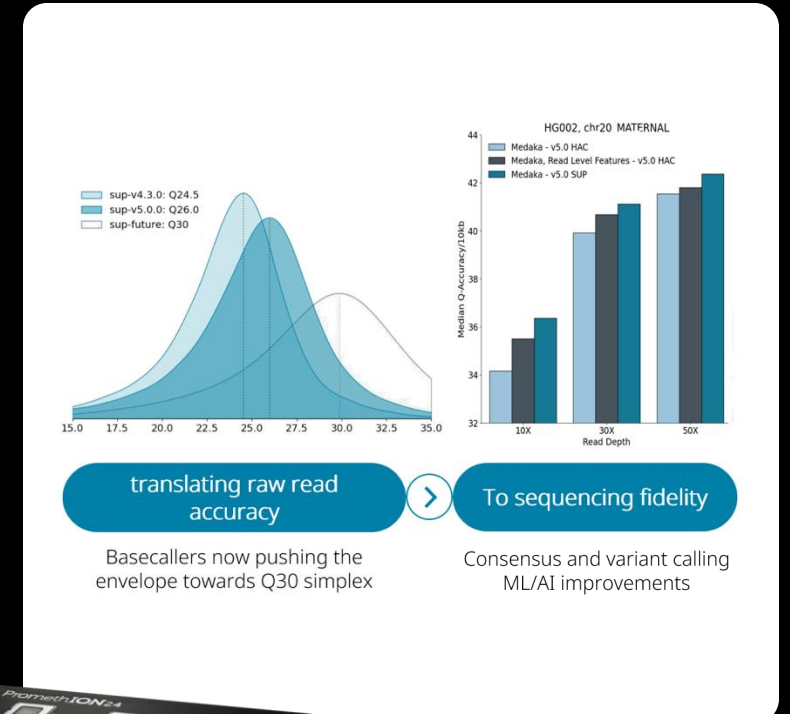 HG002, chr20 MATERNAL
sup-v4.3.0: Q24.5
sup-v5.0.0: Q26.0
sup-future: Q30
15.0 17.5 20.0 22.5 25.0 27.5 30.0 32.5 35.0
Medaka - v5.0 HAC
Medaka, Read Level Features - v5.0 HAC
Medaka - v5.0 SUP
Median Q-Accuracy/10kb
44
42
40
38
36
34
32
10X 30X 50X
Read Depth
translating raw read
accuracy
To sequencing fidelity
Basecallers now pushing the
envelope towards Q30 simplex
Consensus and variant calling
ML/AI improvements
PromethION 24